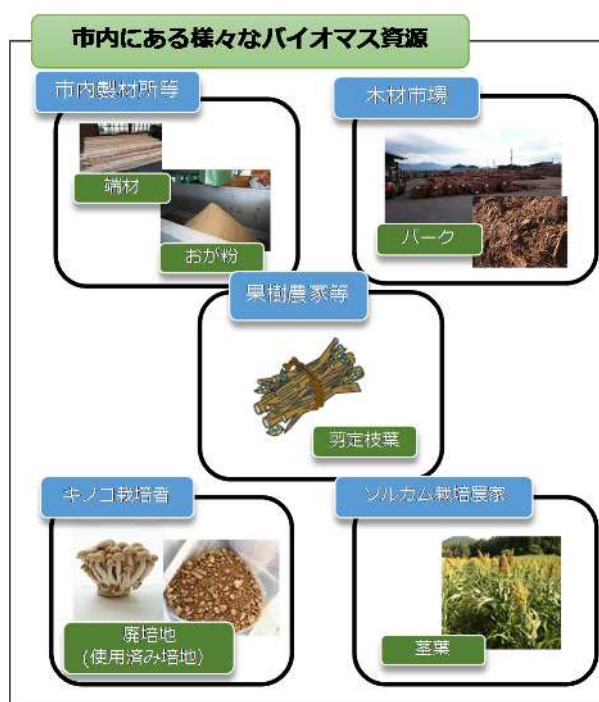 市内にある様々なバイオマス資源
市内製材所等
端材
おが粉
木材市場
バーク
果樹農家等
剪定枝葉
キノコ栽培者
廃培地
(使用済み培地)
ソルガム栽培農家
茎葉